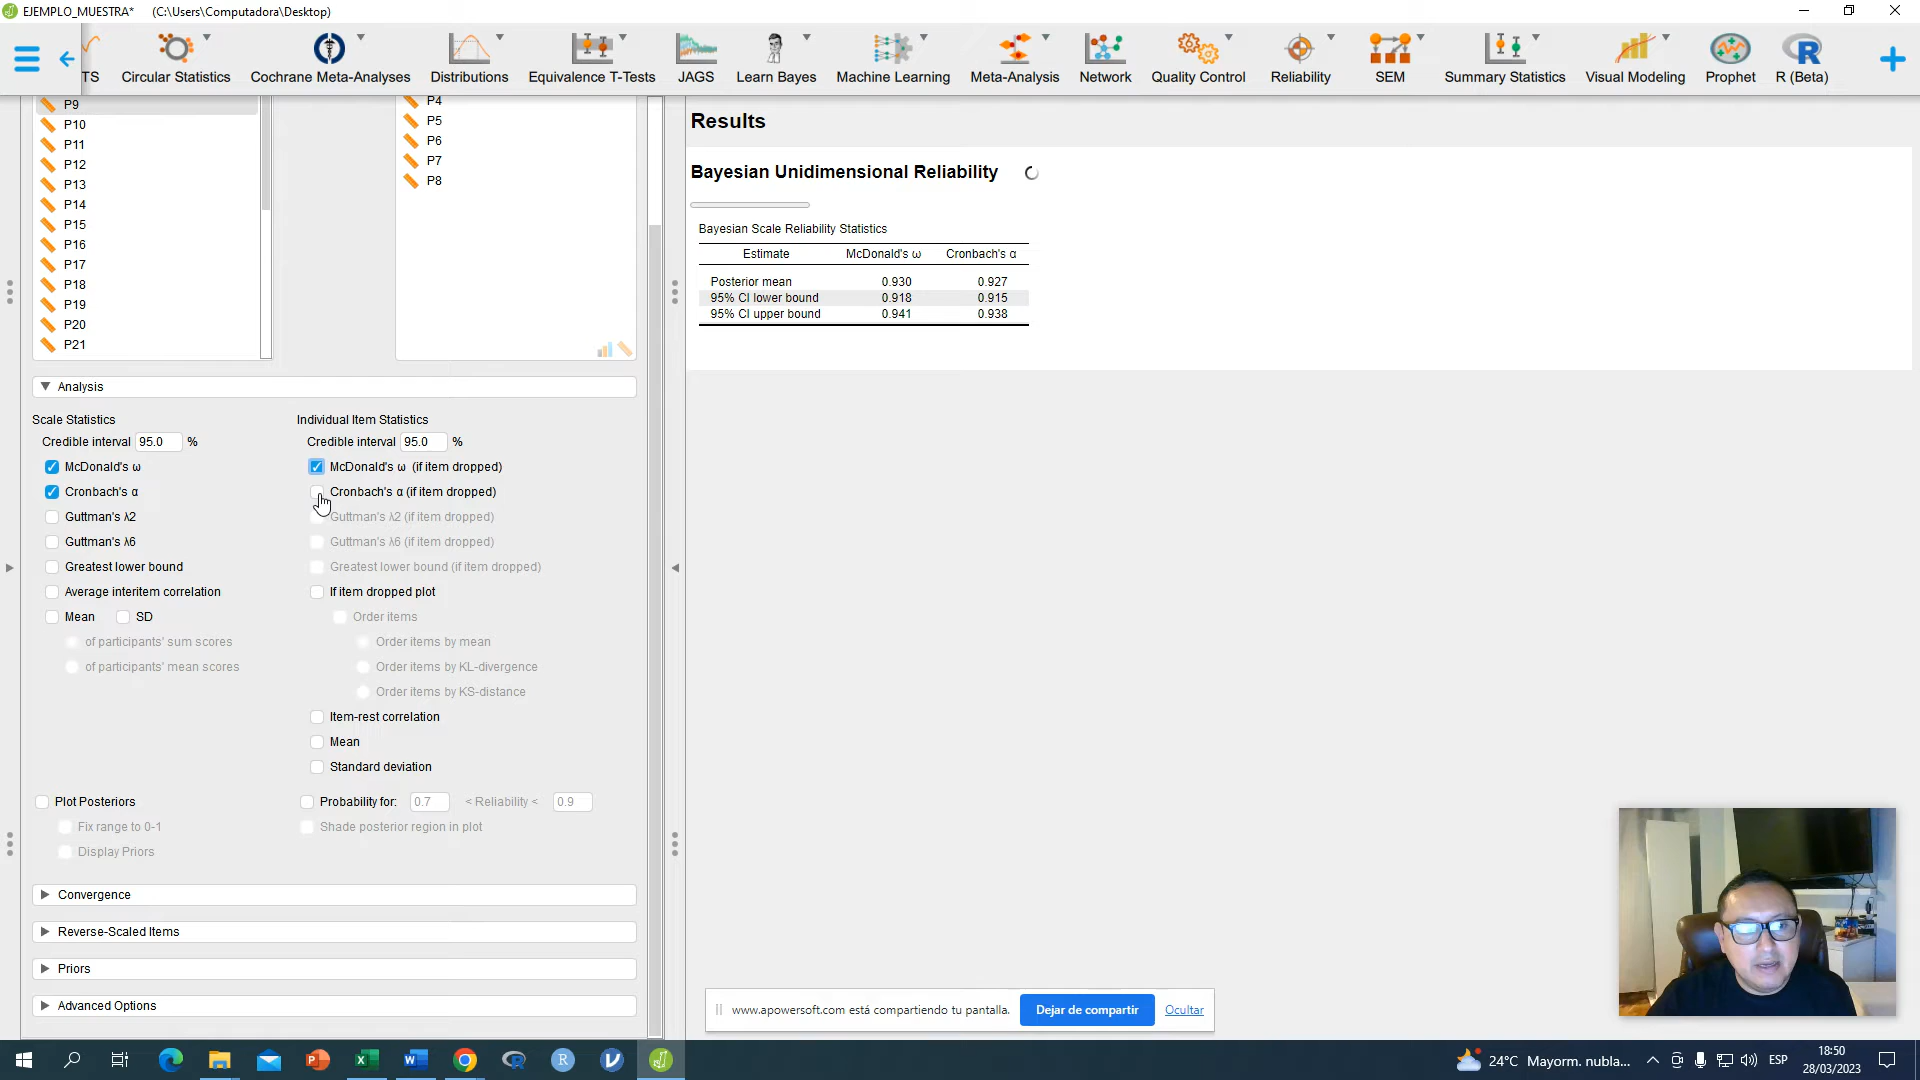 EJEMPLO_MUESTRA* (C:\Users\Computadora\Desktop)
TS
Circular Statistics
Cochrane Meta-Analyses
Distributions
Equivalence T-Tests
JAGS
Learn Bayes
Machine Learning
Meta-Analysis
Network
Quality Control
Reliability
SEM
Summary Statistics
Visual Modeling
Prophet
R (Beta)
P9
P10
P11
P12
P13
P14
P15
P16
P17
P18
P19
P20
P21
P4
P5
P6
P7
P8
Analysis
Scale Statistics
Credible interval 95.0 %
McDonald's ω
Cronbach's α
Guttman's λ2
Guttman's λ6
Greatest lower bound
Average interitem correlation
Mean SD
of participants' sum scores
of participants' mean scores
Individual Item Statistics
Credible interval 95.0 %
McDonald's ω (if item dropped)
Cronbach's α (if item dropped)
Guttman's λ2 (if item dropped)
Guttman's λ6 (if item dropped)
Greatest lower bound (if item dropped)
If item dropped plot
Order items
Order items by mean
Order items by KL-divergence
Order items by KS-distance
Item-rest correlation
Mean
Standard deviation
Plot Posteriors
Fix range to 0-1
Display Priors
Probability for: 0.7 < Reliability < 0.9
Shade posterior region in plot
Convergence
Reverse-Scaled Items
Priors
Advanced Options
Results
Bayesian Unidimensional Reliability
Bayesian Scale Reliability Statistics
Estimate McDonald's ω Cronbach's α
Posterior mean 0.930 0.927
95% CI lower bound 0.918 0.915
95% CI upper bound 0.941 0.938
www.apowersoft.com está compartiendo tu pantalla. Dejar de compartir Ocultar
24°C Mayorm. nubla... ESP
18:50
28/03/2023